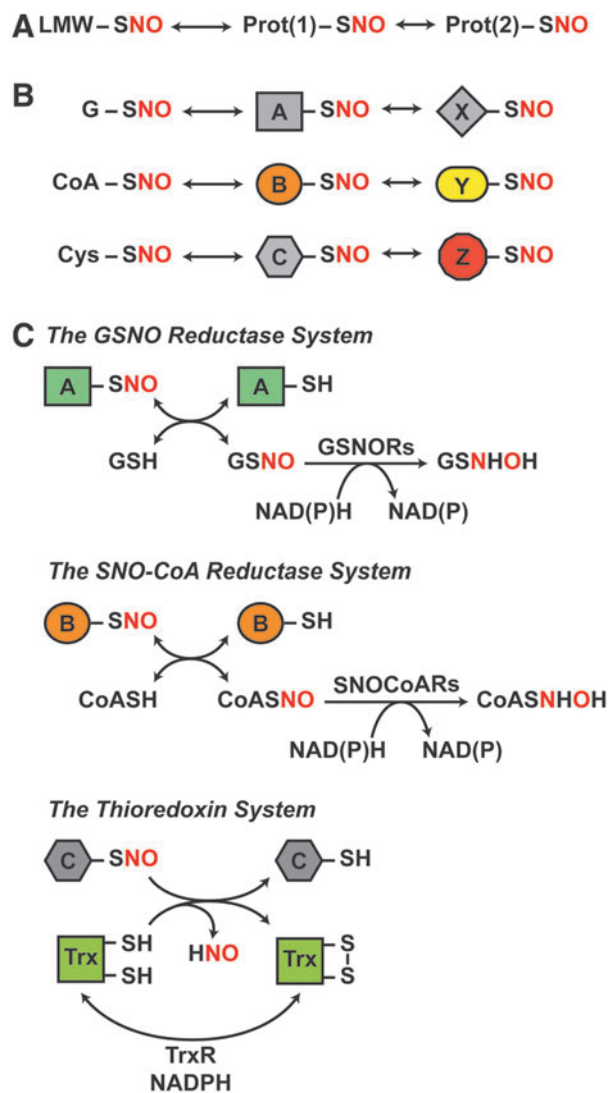 A LMW – SNO Prot(1) – SNO Prot(2) – SNO
B
G – SNO A – SNO X – SNO
CoA – SNO B – SNO Y – SNO
Cys – SNO C – SNO Z – SNO
C The GSNO Reductase System
A – SNO A – SH
GSH GSNO GSNORs GSNHOH
NAD(P)H NAD(P)
The SNO-CoA Reductase System
B – SNO B – SH
CoASH CoASNO SNOCoARs CoASNHOH
NAD(P)H NAD(P)
The Thioredoxin System
C – SNO C – SH
Trx SH SH HNO Trx S S
TrxR
NADPH